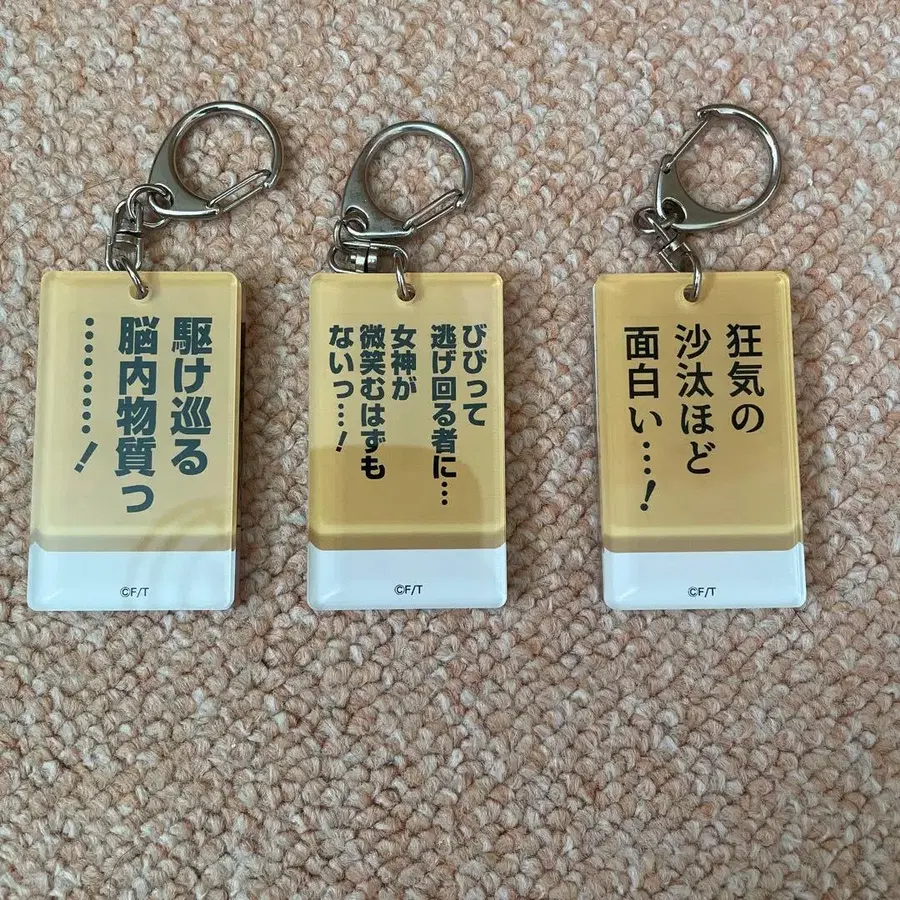 駆け巡る
脳内物質っ
………！
©F/T
びびって
逃げ回る者に…
女神が
微笑むはずも
ないっ…！
©F/T
狂気の
沙汰ほど
面白い…！
©F/T